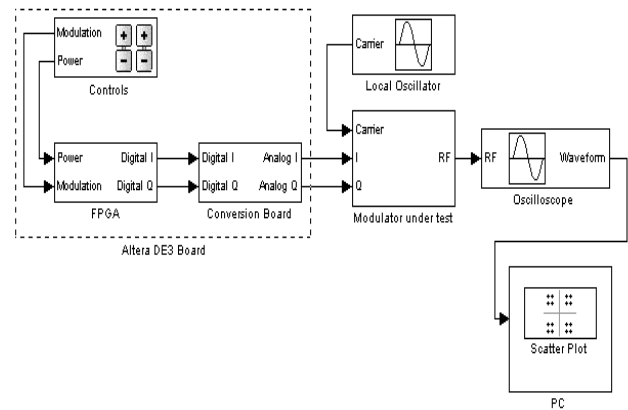 Modulation
Power
Controls
Carrier
Local Oscillator
Power
Modulation
Digital I
Digital Q
FPGA
Digital I
Digital Q
Analog I
Analog Q
Conversion Board
Altera DE3 Board
Carrier
I
Q
RF
Modulator under test
RF
Waveform
Oscilloscope
Scatter Plot
PC